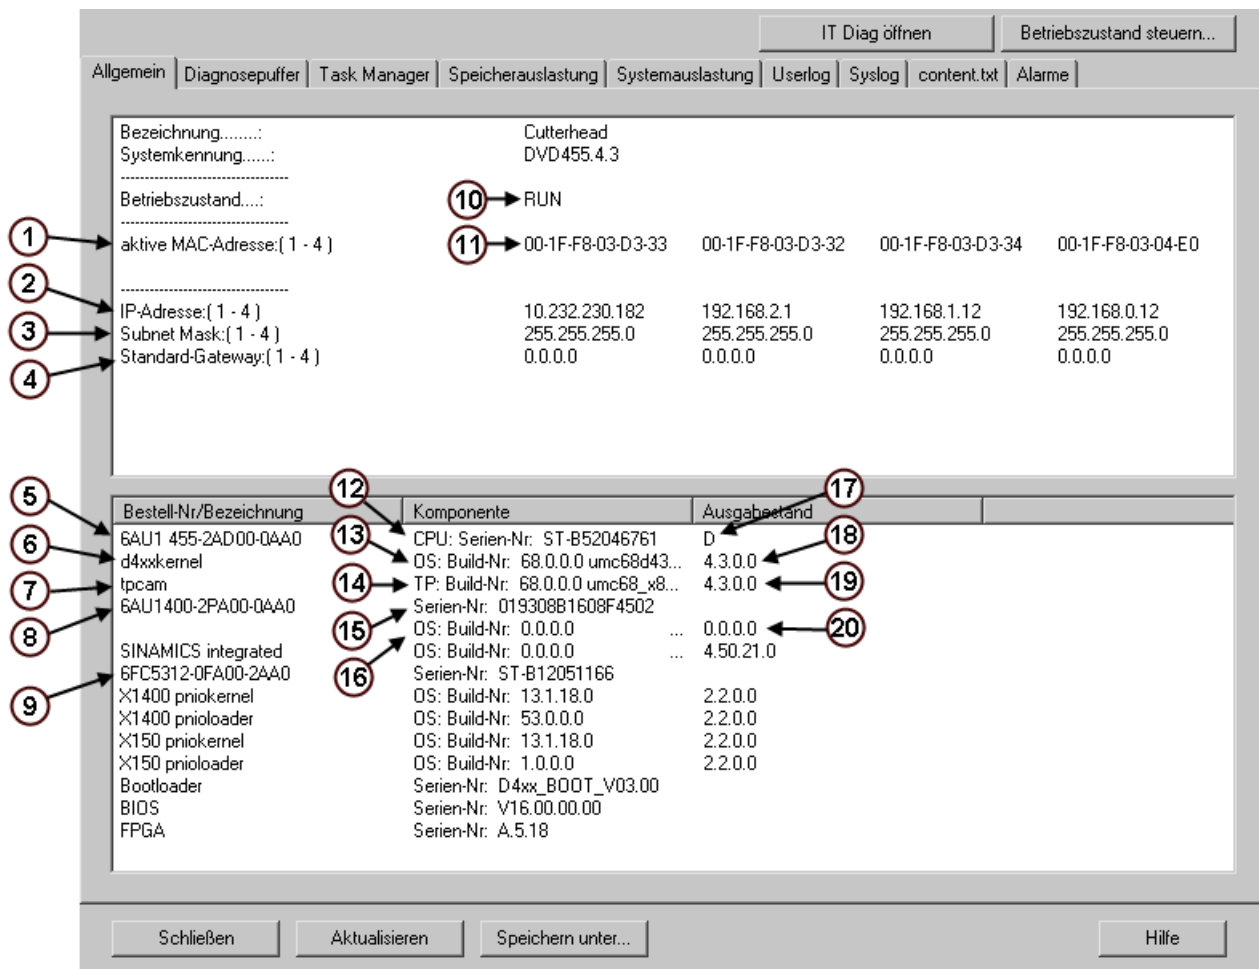 IT Diag öffnen Betriebszustand steuern...
Allgemein Diagnosepuffer Task Manager Speicherauslastung Systemauslastung Userlog Syslog content.txt Alarme
Bezeichnung........: Cutterhead
Systemkennung......: DVD455.4.3
-----------------------------------
Betriebszustand....: 10 RUN
-----------------------------------
1 aktive MAC-Adresse:( 1 - 4 ) 11 00-1F-F8-03-D3-33 00-1F-F8-03-D3-32 00-1F-F8-03-D3-34 00-1F-F8-03-04-E0
-----------------------------------
2 IP-Adresse:( 1 - 4 ) 10.232.230.182 192.168.2.1 192.168.1.12 192.168.0.12
3 Subnet Mask:( 1 - 4 ) 255.255.255.0 255.255.255.0 255.255.255.0 255.255.255.0
4 Standard-Gateway:( 1 - 4 ) 0.0.0.0 0.0.0.0 0.0.0.0 0.0.0.0
12 17
Bestell-Nr/Bezeichnung Komponente Ausgabestand
5 6AU1 455-2AD00-0AA0 13 CPU: Serien-Nr: ST-B52046761 D 18
6 d4xxkernel OS: Build-Nr: 68.0.0.0 umc68d43... 4.3.0.0
7 tpcam 14 TP: Build-Nr: 68.0.0.0 umc68_x8... 4.3.0.0 19
8 6AU1400-2PA00-0AA0 15 Serien-Nr: 019308B1608F4502
OS: Build-Nr: 0.0.0.0 ... 0.0.0.0 20
SINAMICS integrated 16 OS: Build-Nr: 0.0.0.0 ... 4.50.21.0
9 6FC5312-0FA00-2AA0 Serien-Nr: ST-B12051166
X1400 pniokernel OS: Build-Nr: 13.1.18.0 2.2.0.0
X1400 pnioloader OS: Build-Nr: 53.0.0.0 2.2.0.0
X150 pniokernel OS: Build-Nr: 13.1.18.0 2.2.0.0
X150 pnioloader OS: Build-Nr: 1.0.0.0 2.2.0.0
Bootloader Serien-Nr: D4xx_BOOT_V03.00
BIOS Serien-Nr: V16.00.00.00
FPGA Serien-Nr: A.5.18
Schließen Aktualisieren Speichern unter... Hilfe